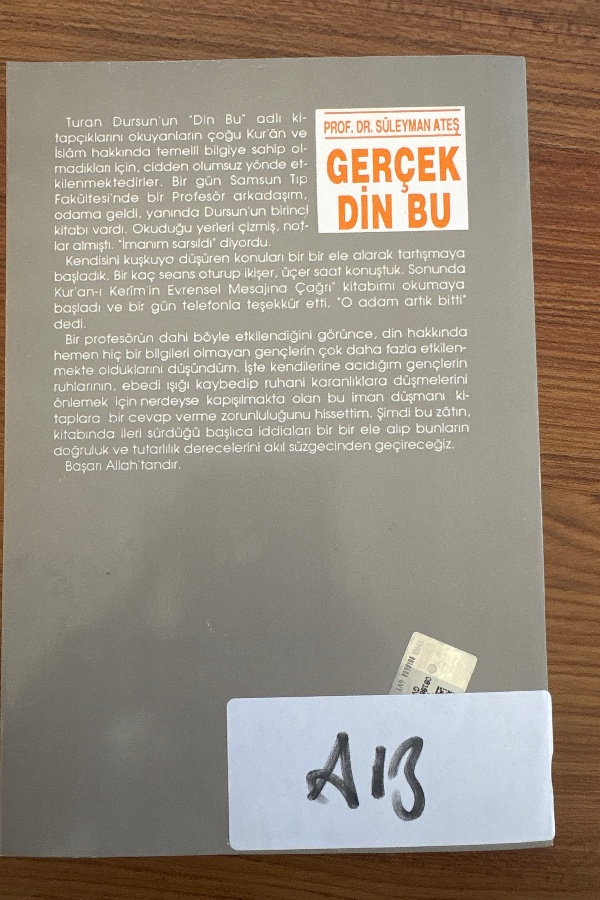 Turan Dursun'un "Din Bu" adlı ki-
tapçıklarını okuyanların çoğu Kur'ân ve
İslâm hakkında temelli bilgiye sahip ol-
madıkları için, cidden olumsuz yönde et-
kilenmektedirler. Bir gün Samsun Tıp
Fakültesi'nde bir Profesör arkadaşım,
odama geldi, yanında Dursun'un birinci
kitabı vardı. Okuduğu yerleri çizmiş, not-
lar almıştı. "İmanım sarsıldı" diyordu.
PROF. DR. SÜLEYMAN ATEŞ
GERÇEK
DİN BU
Kendisini kuşkuya düşüren konuları bir bir ele alarak tartışmaya
başladık. Bir kaç seans oturup ikişer, üçer saat konuştuk. Sonunda
Kur'an-ı Kerîm'in Evrensel Mesajına Çağrı" kitabımı okumaya
başladı ve bir gün telefonla teşekkür etti, "O adam artık bitti"
dedi.
Bir profesörün dahi böyle etkilendiğini görünce, din hakkında
hemen hiç bir bilgileri olmayan gençlerin çok daha fazla etkilen-
mekte olduklarını düşündüm. İşte kendilerine acıdığım gençlerin
ruhlarının, ebedi ışığı kaybedip ruhani karanlıklara düşmelerini
önlemek için nerdeyse kapışılmakta olan bu iman düşmanı ki-
taplara bir cevap verme zorunluluğunu hissettim. Şimdi bu zâtın,
kitabında ileri sürdüğü başlıca iddiaları bir bir ele alıp bunların
doğruluk ve tutarlılık derecelerini akıl süzgecinden geçireceğiz.
Başarı Allah'tandır.
A13